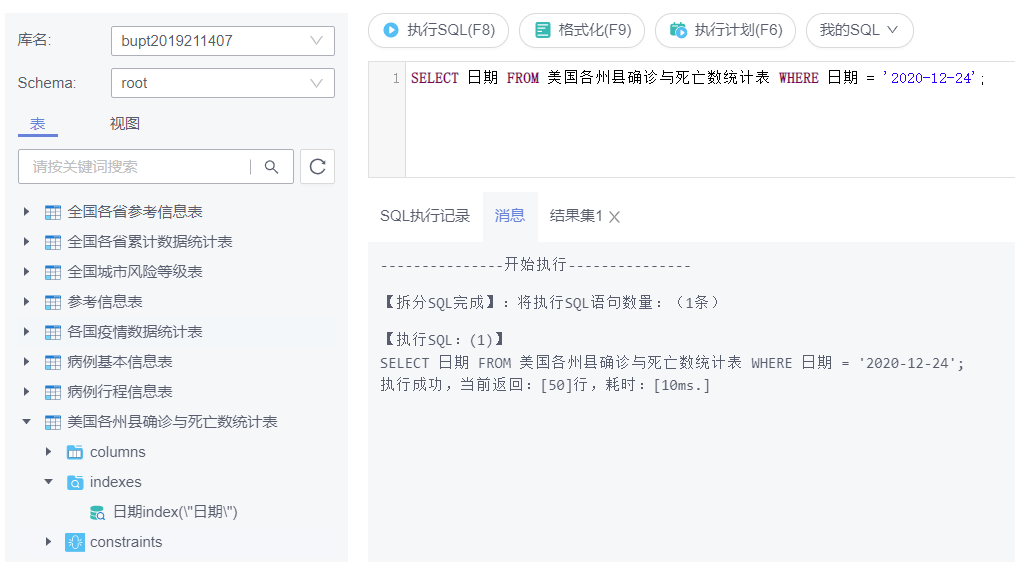 库名:
bupt2019211407
Schema:
root
表
视图
请按关键词搜索
全国各省参考信息表
全国各省累计数据统计表
全国城市风险等级表
参考信息表
各国疫情数据统计表
病例基本信息表
病例行程信息表
美国各州县确诊与死亡数统计表
columns
indexes
日期index(\"日期\")
constraints
执行SQL(F8)
格式化(F9)
执行计划(F6)
我的SQL
1 SELECT 日期 FROM 美国各州县确诊与死亡数统计表 WHERE 日期 = '2020-12-24';
SQL执行记录
消息
结果集1
---------------开始执行---------------
【拆分SQL完成】：将执行SQL语句数量：（1条）
【执行SQL：(1)】
SELECT 日期 FROM 美国各州县确诊与死亡数统计表 WHERE 日期 = '2020-12-24';
执行成功，当前返回：[50]行，耗时：[10ms.]